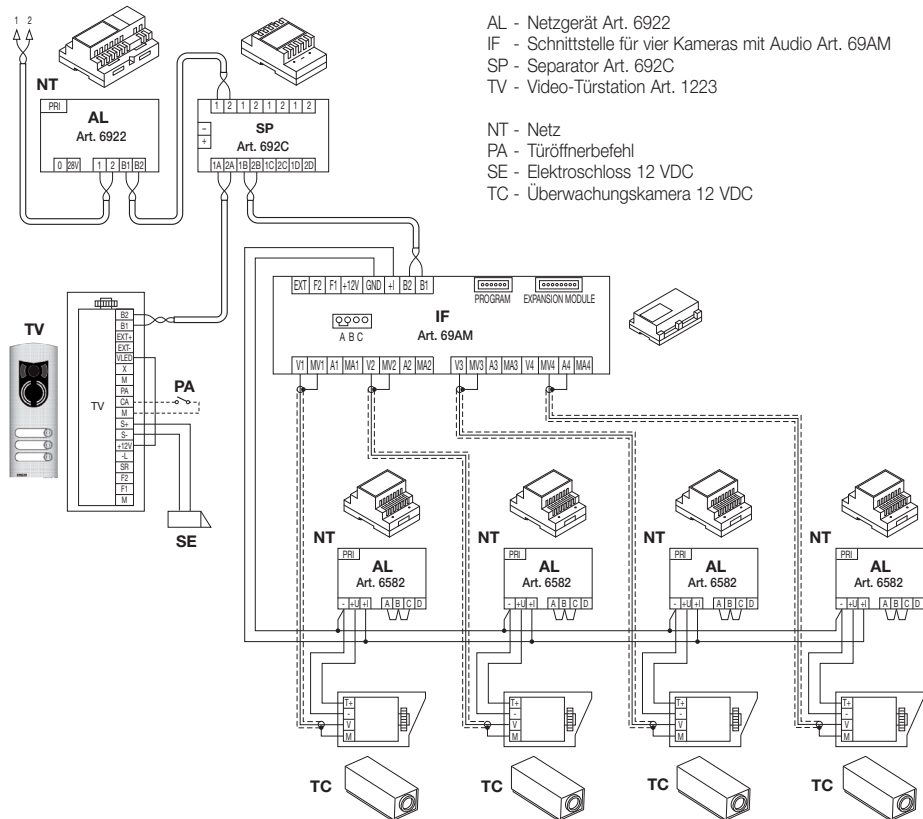 1 2
AL - Netzgerät Art. 6922
IF - Schnittstelle für vier Kameras mit Audio Art. 69AM
SP - Separator Art. 692C
TV - Video-Türstation Art. 1223
NT - Netz
PA - Türöffnerbefehl
SE - Elektroschloss 12 VDC
TC - Überwachungskamera 12 VDC
NT
PRI
AL
Art. 6922
0 28V 1 2 B1 B2
1 2 1 2 1 2 1 2
SP
Art. 692C
-
+
1A 2A 1B 2B 1C 2C 1D 2D
EXT F2 F1 +12V GND +I B2 B1
PROGRAM
EXPANSION MODULE
IF
Art. 69AM
A B C
V1 MV1 A1 MA1 V2 MV2 A2 MA2 V3 MV3 A3 MA3 V4 MV4 A4 MA4
TV
TV
B2
B1
EXT+
EXT-
VLED
X
M
PA
CA
M
S+
S-
+12V
-L
SR
F2
F1
M
PA
SE
NT
PRI
AL
Art. 6582
- +U +I A B C D
NT
PRI
AL
Art. 6582
- +U +I A B C D
NT
PRI
AL
Art. 6582
- +U +I A B C D
NT
PRI
AL
Art. 6582
- +U +I A B C D
T+
-
V
M
T+
-
V
M
T+
-
V
M
T+
-
V
M
TC
TC
TC
TC